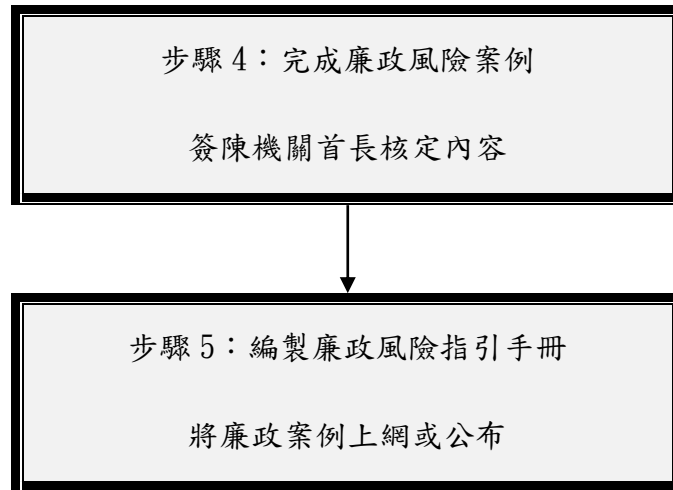 步驟 4：完成廉政風險案例
簽陳機關首長核定內容
步驟 5：編製廉政風險指引手冊
將廉政案例上網或公布